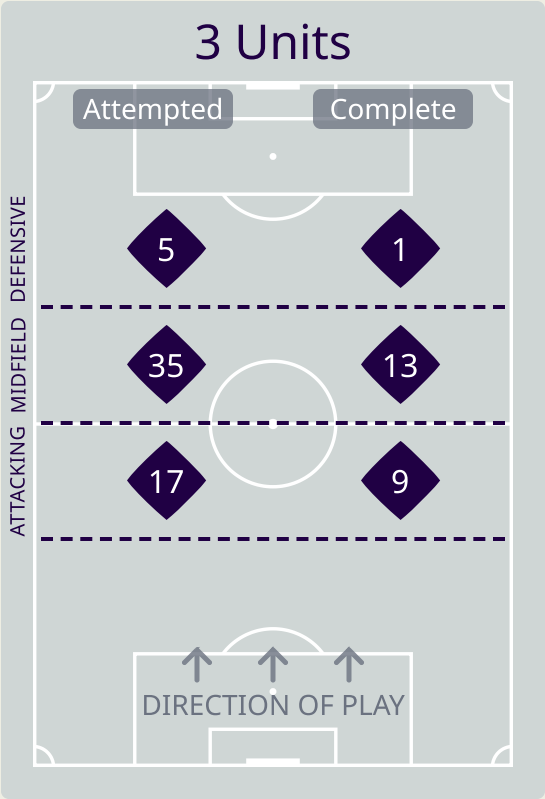 3 Units
Attempted Complete
DEFENSIVE
5 1
MIDFIELD
35 13
ATTACKING
17 9
DIRECTION OF PLAY